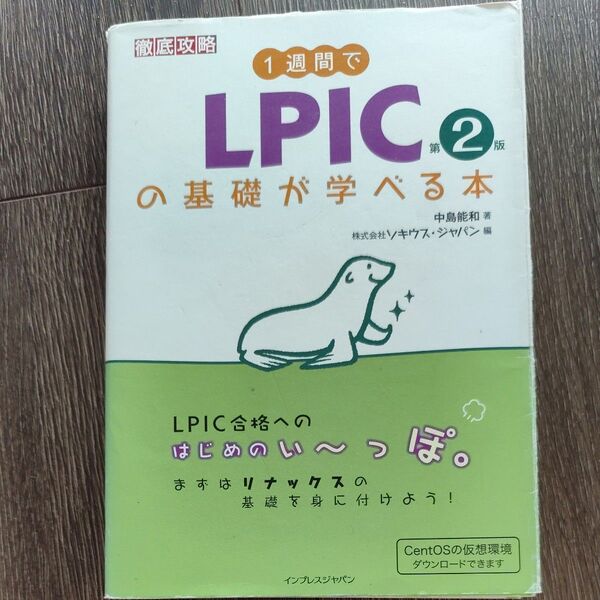 徹底攻略
1週間で
LPIC 第2版
の基礎が学べる本
中島能和 著
株式会社ソキウス・ジャパン 編
LPIC合格への
はじめのい〜っぽ。
まずはリナックスの
基礎を身に付けよう!
CentOSの仮想環境
ダウンロードできます
インプレスジャパン